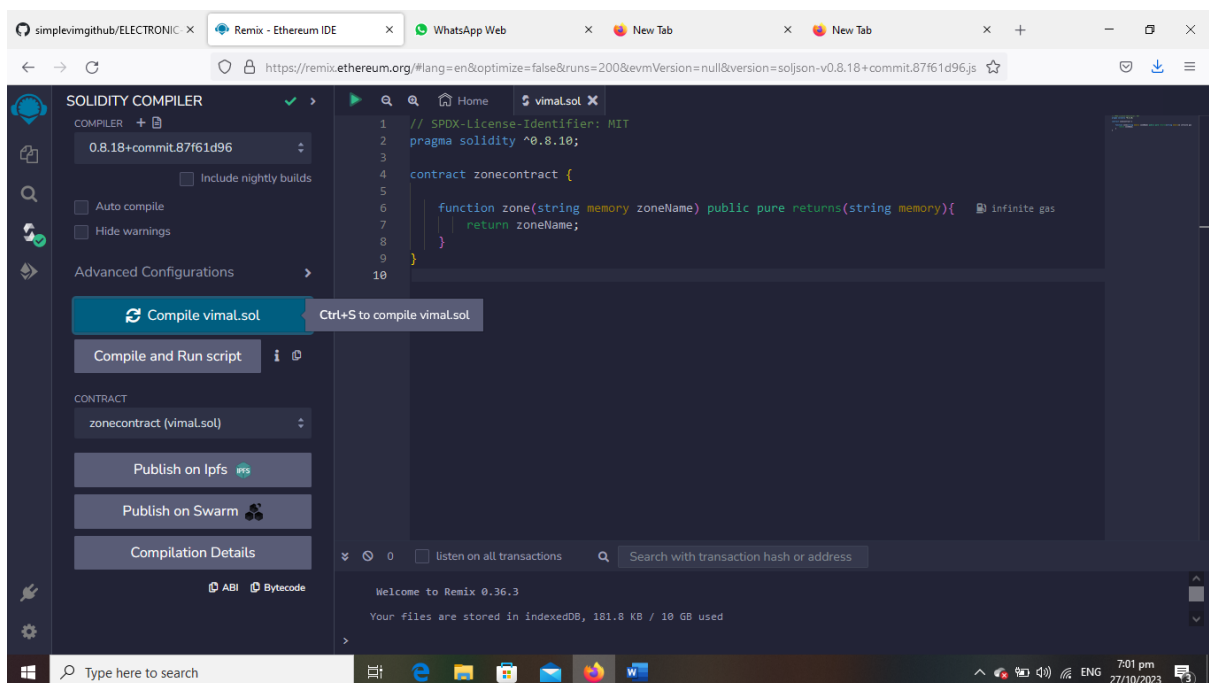 simplevimgithub/ELECTRONIC-
Remix - Ethereum IDE
WhatsApp Web
New Tab
New Tab
https://remix.ethereum.org/#lang=en&optimize=false&runs=200&evmVersion=null&version=soljson-v0.8.18+commit.87f61d96.js
SOLIDITY COMPILER
COMPILER
0.8.18+commit.87f61d96
Include nightly builds
Auto compile
Hide warnings
Advanced Configurations
Compile vimal.sol
Ctrl+S to compile vimal.sol
Compile and Run script
CONTRACT
zonecontract (vimal.sol)
Publish on Ipfs
IPFS
Publish on Swarm
Compilation Details
ABI Bytecode
Home
vimal.sol
1 // SPDX-License-Identifier: MIT
2 pragma solidity ^0.8.10;
3
4 contract zonecontract {
5
6 function zone(string memory zoneName) public pure returns(string memory){ infinite gas
7 return zoneName;
8 }
9 }
10
0 listen on all transactions Search with transaction hash or address
Welcome to Remix 0.36.3
Your files are stored in indexedDB, 181.8 KB / 10 GB used
>
Type here to search
ENG
7:01 pm
27/10/2023
3